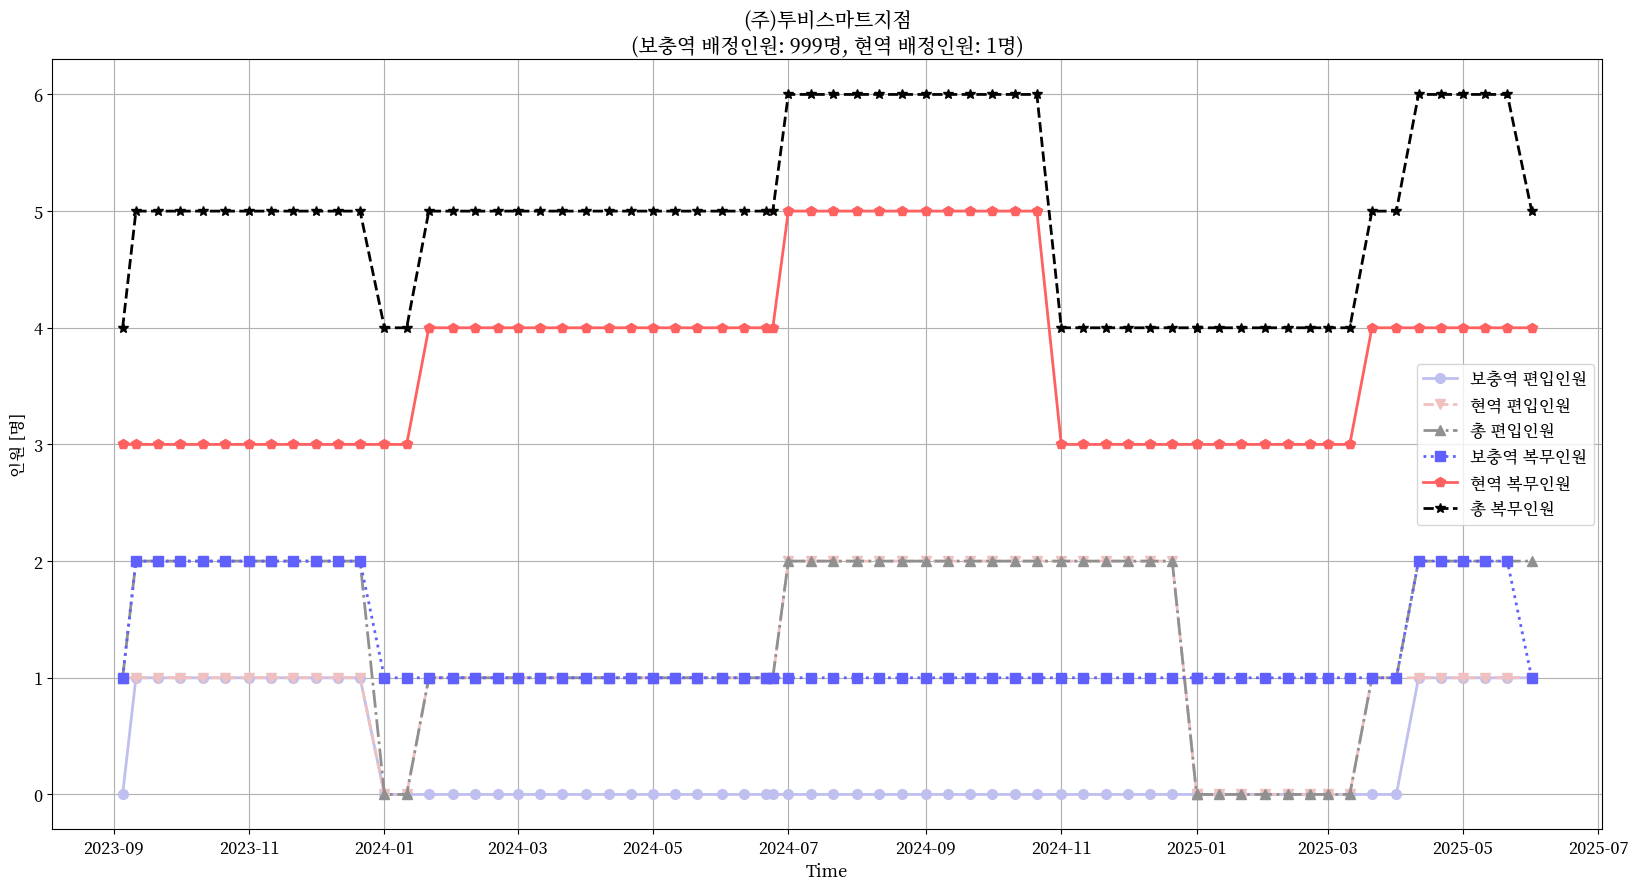 (주)투비스마트지점
(보충역 배정인원: 999명, 현역 배정인원: 1명)
인원 [명]
6
5
4
3
2
1
0
보충역 편입인원
현역 편입인원
총 편입인원
보충역 복무인원
현역 복무인원
총 복무인원
2023-09
2023-11
2024-01
2024-03
2024-05
2024-07
2024-09
2024-11
2025-01
2025-03
2025-05
2025-07
Time